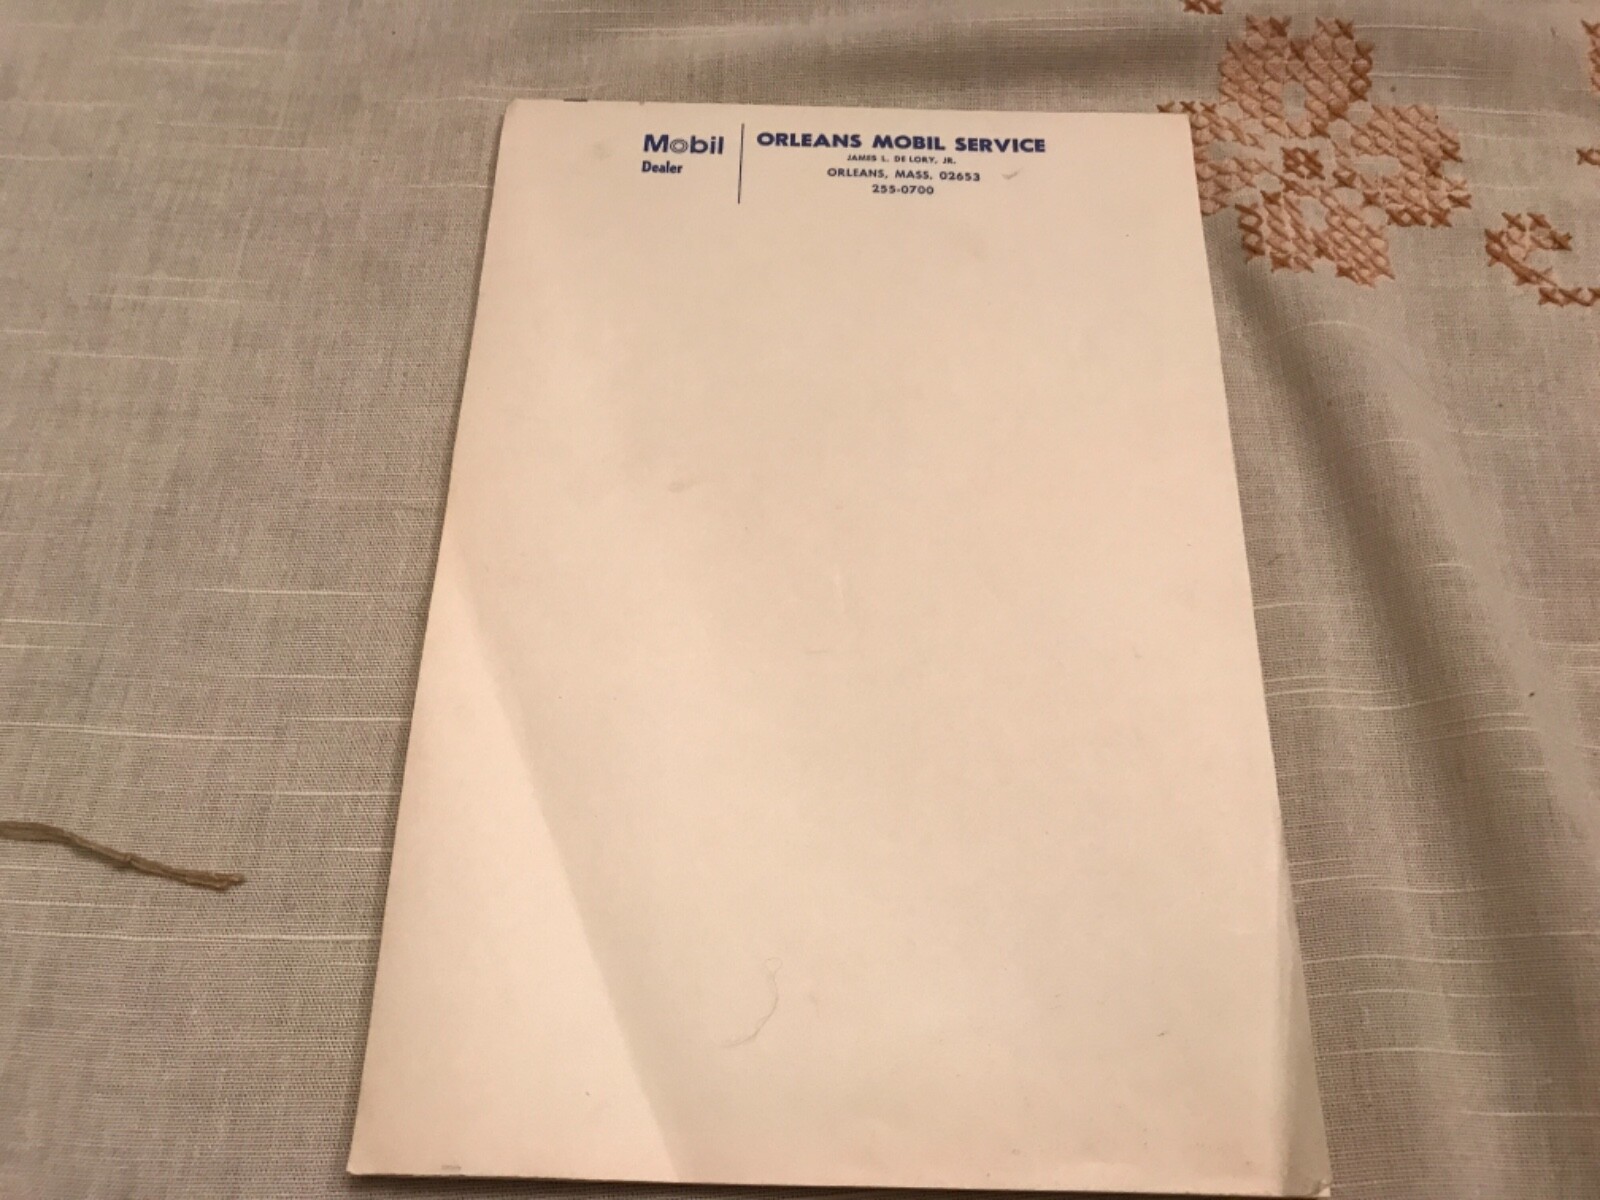 Mobil
Dealer
ORLEANS MOBIL SERVICE
JAMES L. DE LORY, JR.
ORLEANS, MASS. 02653
255-0700